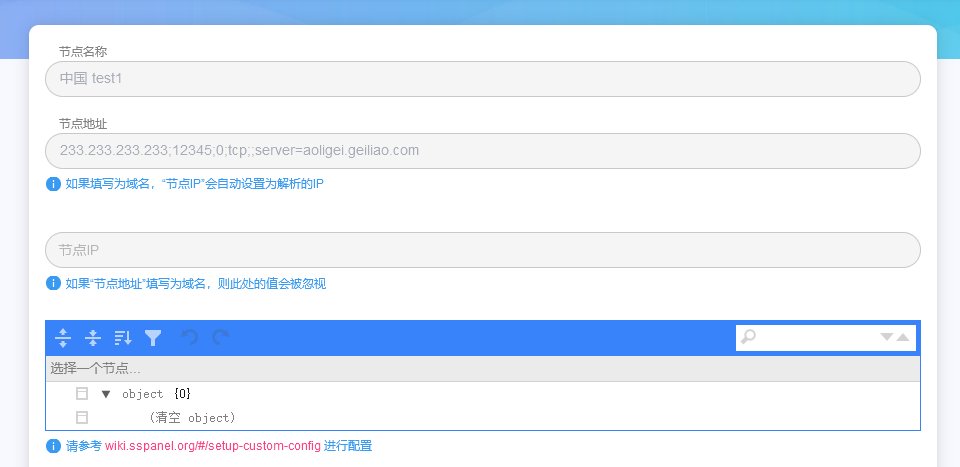 节点名称
中国 test1
节点地址
233.233.233.233;12345;0;tcp;;server=aoligei.geiliao.com
如果填写为域名，“节点IP”会自动设置为解析的IP
节点IP
如果“节点地址”填写为域名，则此处的值会被忽视
选择一个节点...
object {0}
(清空 object)
请参考 wiki.sspanel.org/#/setup-custom-config 进行配置